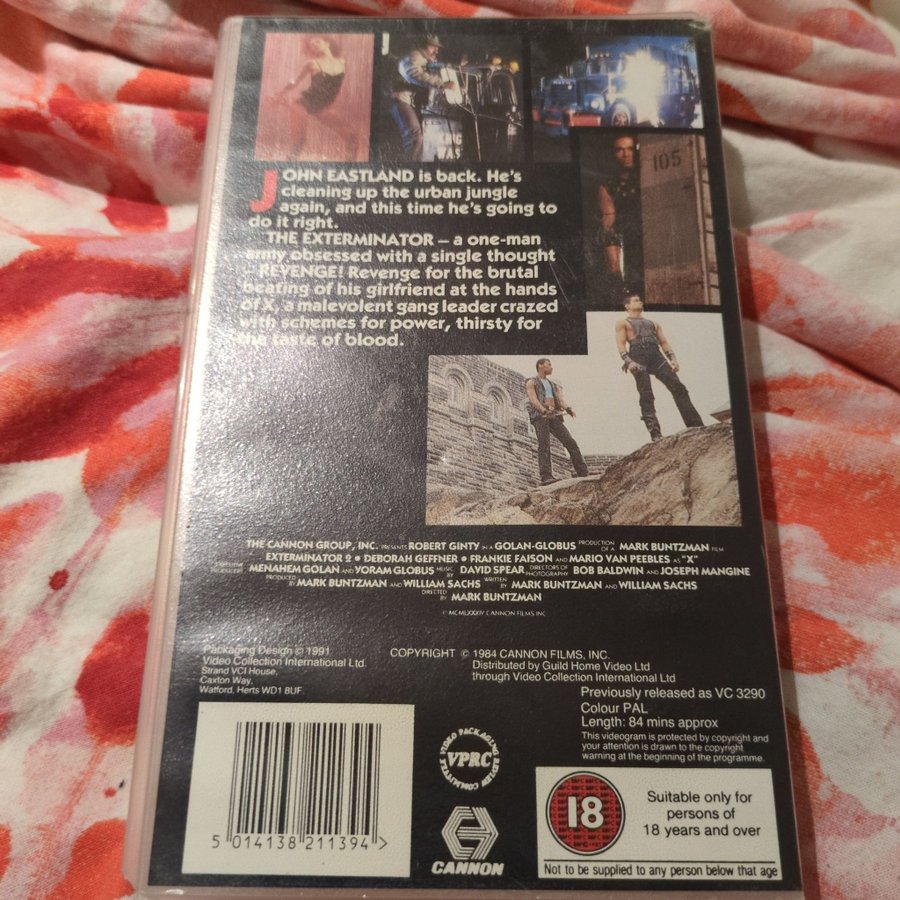 105
JOHN EASTLAND is back. He's
cleaning up the urban jungle
again, and this time he's going to
do it right.
THE EXTERMINATOR – a one-man
army obsessed with a single thought
– REVENGE! Revenge for the brutal
beating of his girlfriend at the hands
of X, a malevolent gang leader crazed
with schemes for power, thirsty for
the taste of blood.
THE CANNON GROUP, INC. PRESENTS ROBERT GINTY IN A GOLAN-GLOBUS PRODUCTION OF A MARK BUNTZMAN FILM
EXTERMINATOR 2 • DEBORAH GEFFNER • FRANKIE FAISON AND MARIO VAN PEEBLES AS "X"
EXECUTIVE PRODUCER MENAHEM GOLAN AND YORAM GLOBUS MUSIC BY DAVID SPEAR, DIRECTORS OF PHOTOGRAPHY BOB BALDWIN AND JOSEPH MANGINE
PRODUCED BY MARK BUNTZMAN AND WILLIAM SACHS WRITTEN BY MARK BUNTZMAN AND WILLIAM SACHS
DIRECTED BY MARK BUNTZMAN
© MCMLXXXIV CANNON FILMS INC
Packaging Design © 1991
Video Collection International Ltd.
Strand VCI House,
Caxton Way,
Watford, Herts WD1 8UF
COPYRIGHT © 1984 CANNON FILMS, INC.
Distributed by Guild Home Video Ltd
through Video Collection International Ltd
Previously released as VC 3290
Colour PAL
Length: 84 mins approx
This videogram is protected by copyright and
your attention is drawn to the copyright
warning at the beginning of the programme.
5 014138 211394 >
VIDEO PACKAGING REVIEW COMMITTEE
VPRC
CANNON
18
Suitable only for
persons of
18 years and over
Not to be supplied to any person below that age